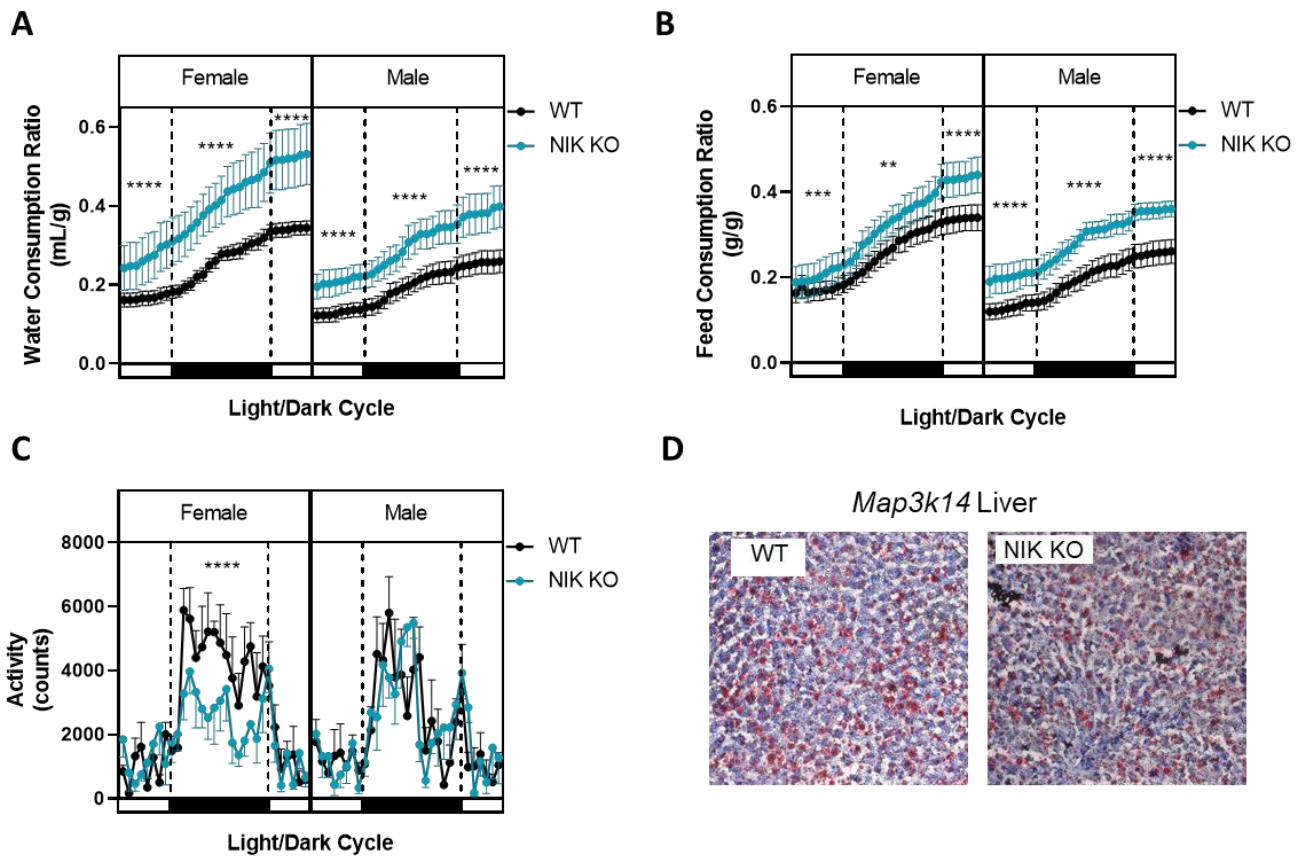 A
Female
Male
Water Consumption Ratio
(mL/g)
0.6
0.4
0.2
0.0
****
****
****
****
****
****
WT
NIK KO
Light/Dark Cycle
B
Female
Male
Feed Consumption Ratio
(g/g)
0.6
0.4
0.2
0.0
***
**
****
****
****
****
WT
NIK KO
Light/Dark Cycle
C
Female
Male
Activity
(counts)
8000
6000
4000
2000
0
****
WT
NIK KO
Light/Dark Cycle
D
Map3k14 Liver
WT
NIK KO